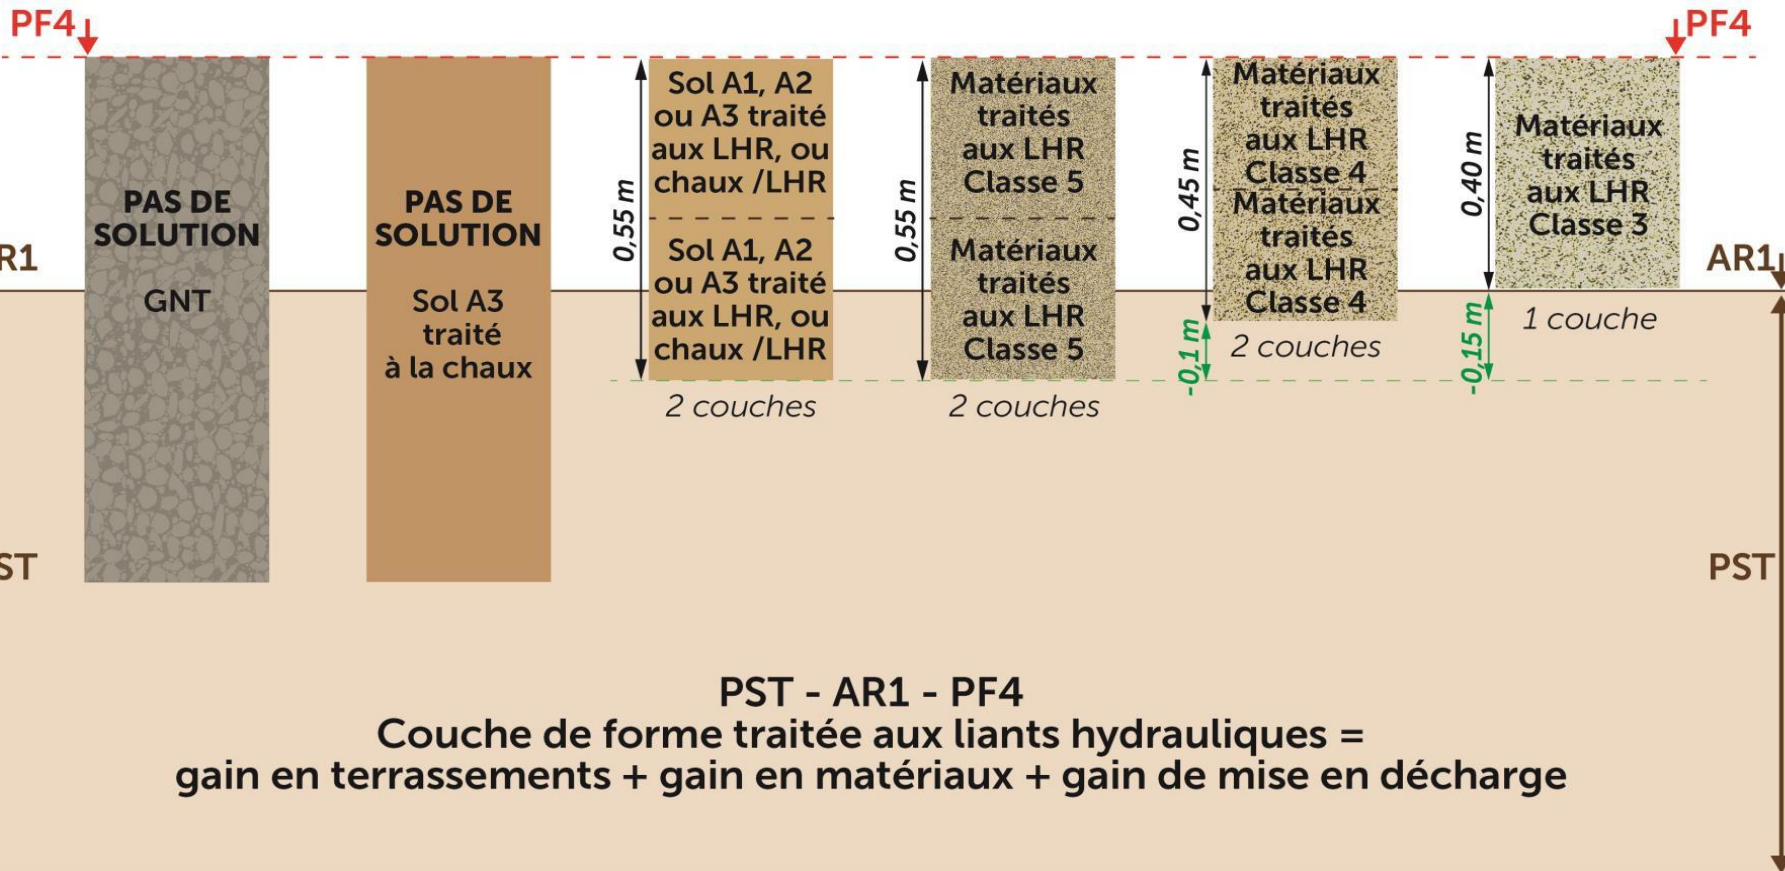 PF4
PF4
R1
AR1
ST
PST
PAS DE
SOLUTION
GNT
PAS DE
SOLUTION
Sol A3
traité
à la chaux
0,55 m
Sol A1, A2
ou A3 traité
aux LHR, ou
chaux /LHR
Sol A1, A2
ou A3 traité
aux LHR, ou
chaux /LHR
2 couches
0,55 m
Matériaux
traités
aux LHR
Classe 5
Matériaux
traités
aux LHR
Classe 5
2 couches
0,45 m
-0,1 m
Matériaux
traités
aux LHR
Classe 4
Matériaux
traités
aux LHR
Classe 4
2 couches
0,40 m
-0,15 m
Matériaux
traités
aux LHR
Classe 3
1 couche
PST - AR1 - PF4
Couche de forme traitée aux liants hydrauliques =
gain en terrassements + gain en matériaux + gain de mise en décharge